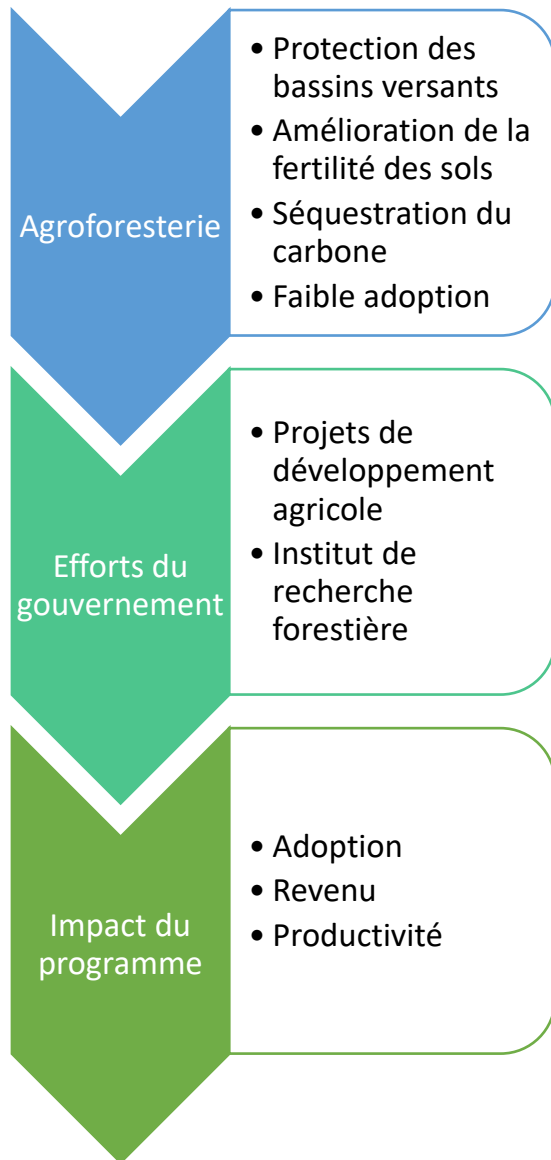 Agroforesterie
• Protection des
bassins versants
• Amélioration de la
fertilité des sols
• Séquestration du
carbone
• Faible adoption
Efforts du
gouvernement
• Projets de
développement
agricole
• Institut de
recherche
forestière
Impact du
programme
• Adoption
• Revenu
• Productivité